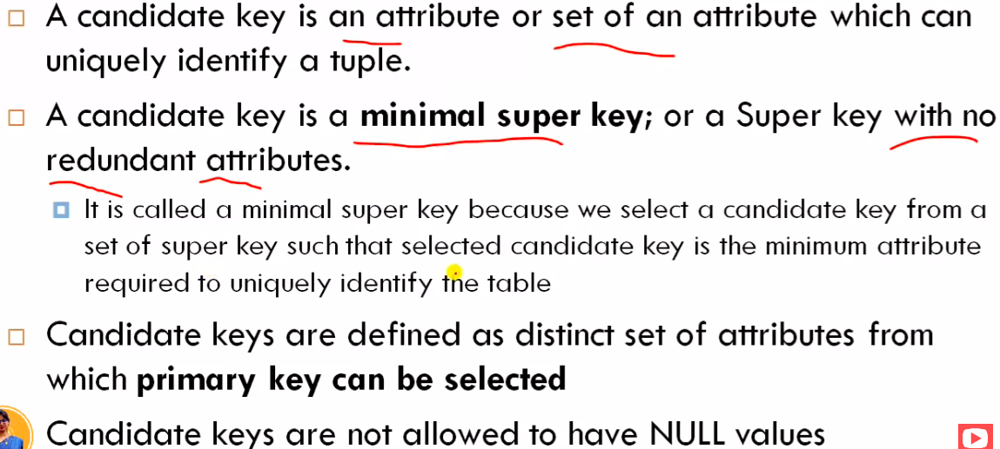 A candidate key is an attribute or set of an attribute which can
uniquely identify a tuple.
A candidate key is a minimal super key; or a Super key with no
redundant attributes.
It is called a minimal super key because we select a candidate key from a
set of super key such that selected candidate key is the minimum attribute
required to uniquely identify the table
Candidate keys are defined as distinct set of attributes from
which primary key can be selected
Candidate keys are not allowed to have NULL values